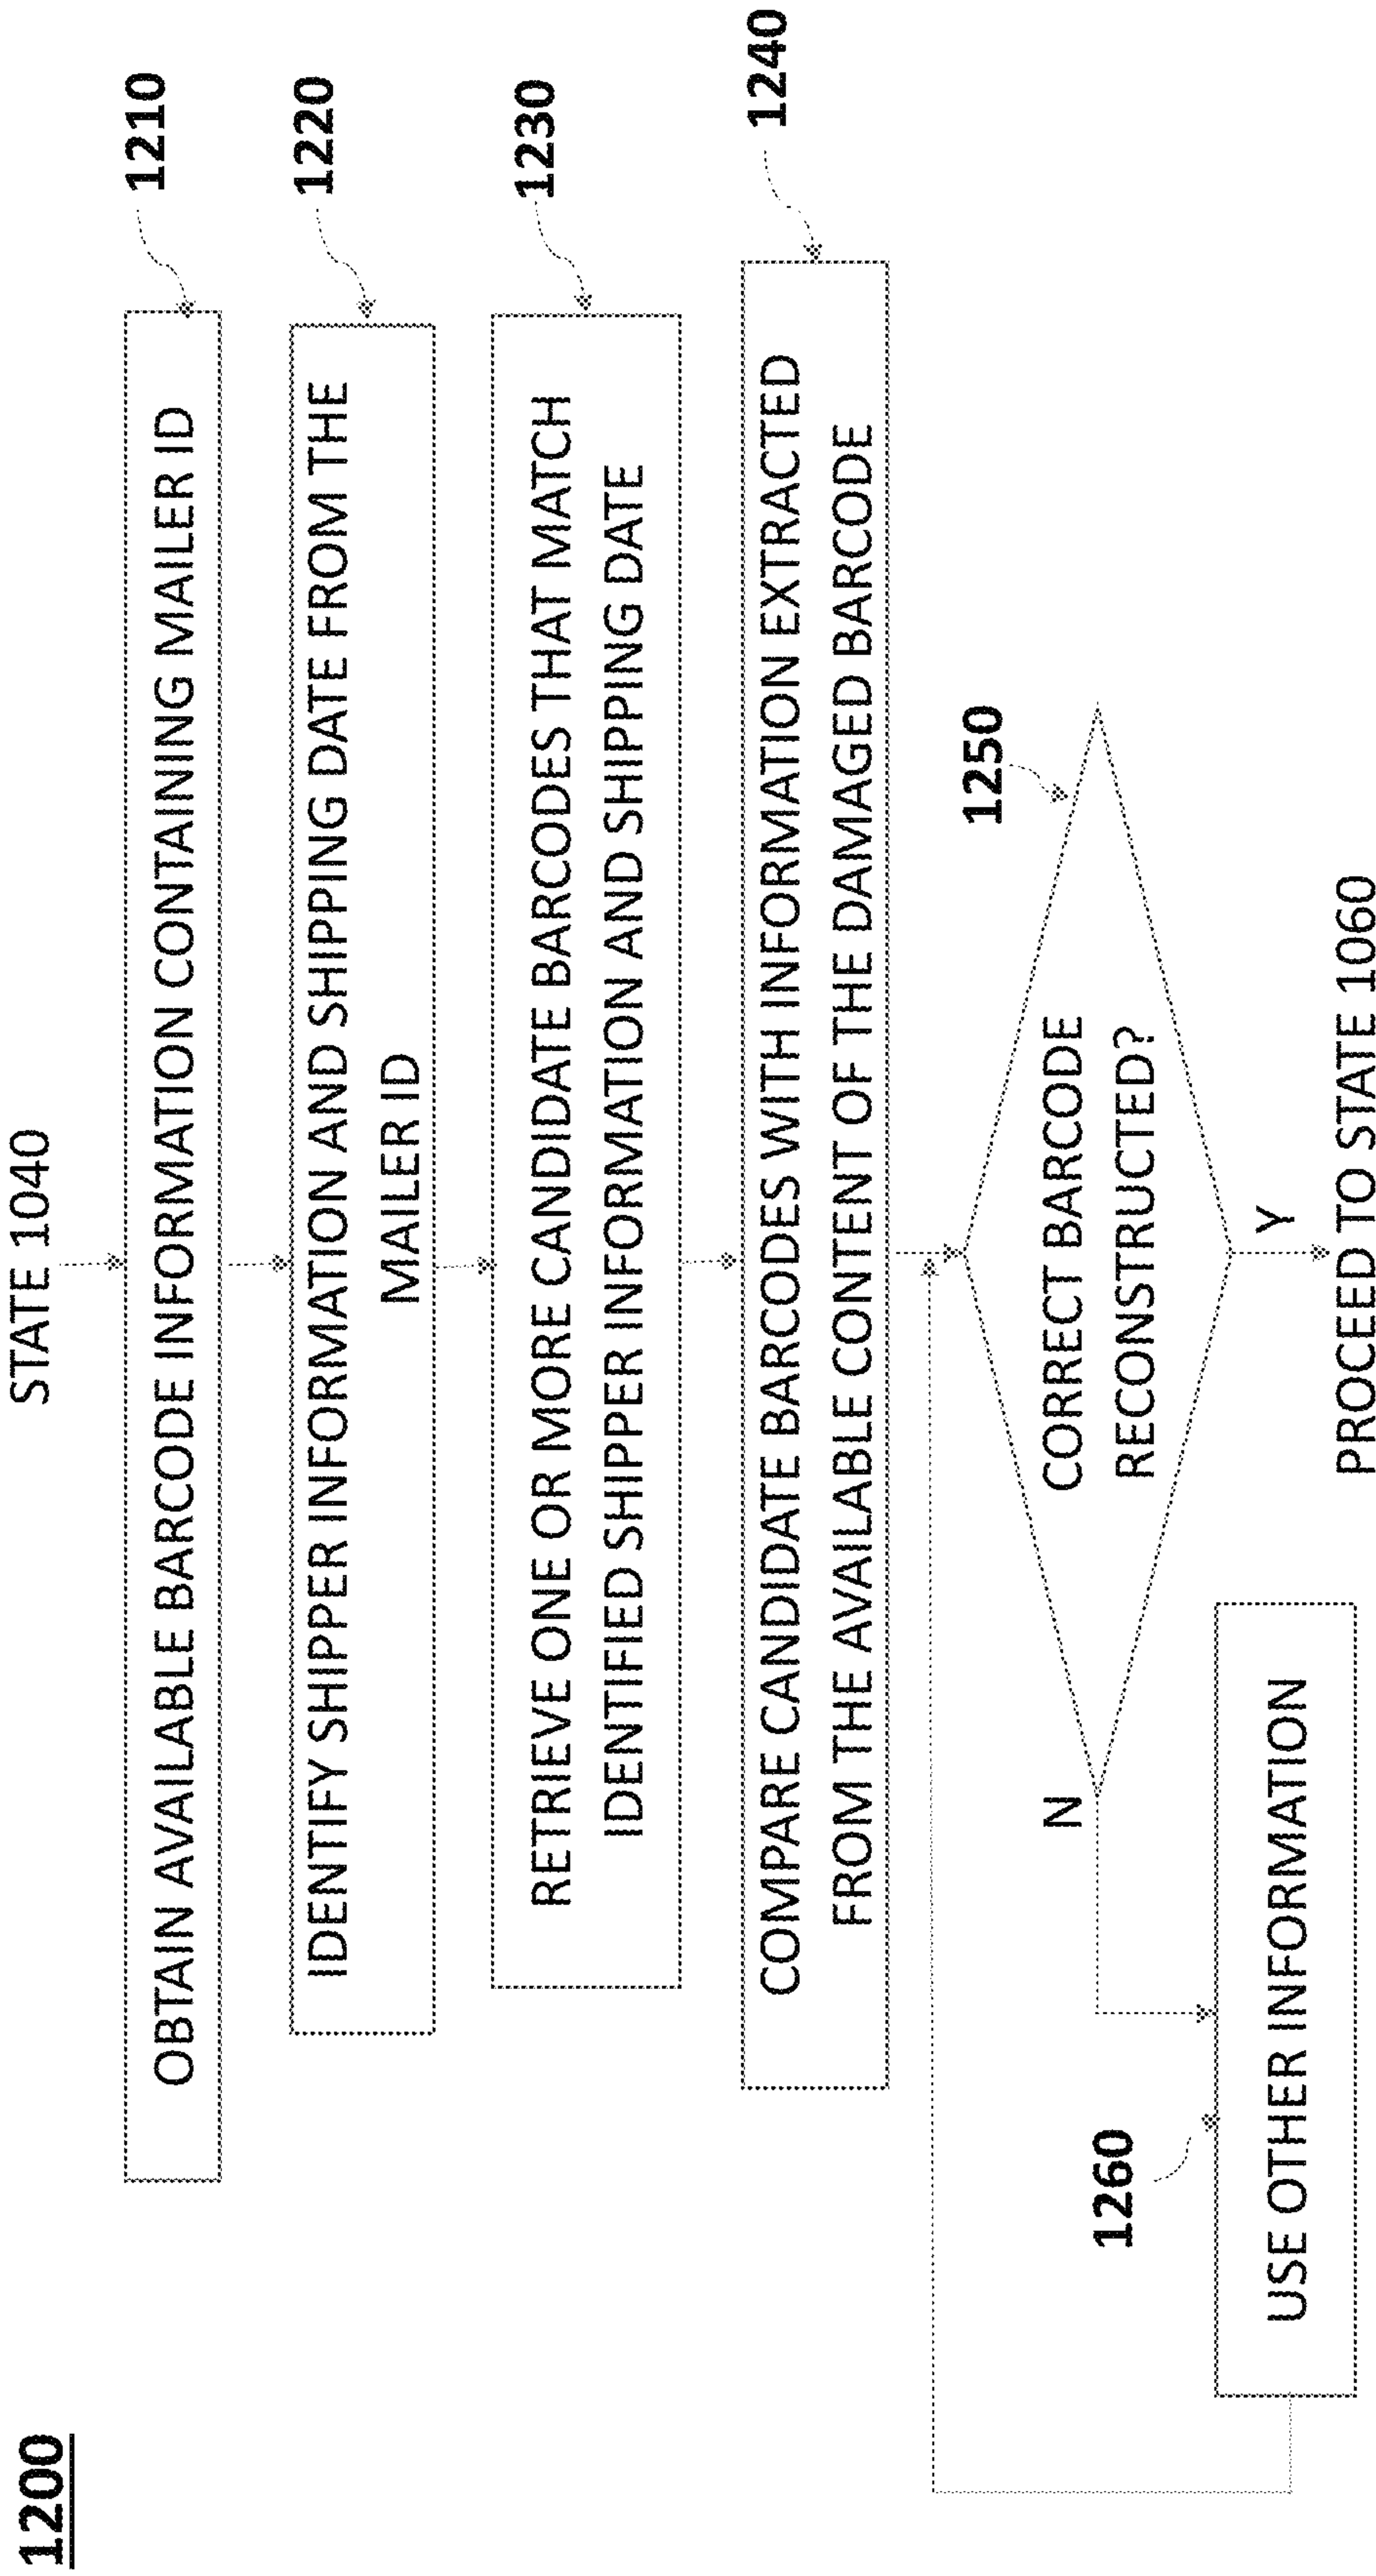 1200
STATE 1040
1210
OBTAIN AVAILABLE BARCODE INFORMATION CONTAINING MAILER ID
1220
IDENTIFY SHIPPER INFORMATION AND SHIPPING DATE FROM THE
MAILER ID
1230
RETRIEVE ONE OR MORE CANDIDATE BARCODES THAT MATCH
IDENTIFIED SHIPPER INFORMATION AND SHIPPING DATE
1240
COMPARE CANDIDATE BARCODES WITH INFORMATION EXTRACTED
FROM THE AVAILABLE CONTENT OF THE DAMAGED BARCODE
1250
CORRECT BARCODE
RECONSTRUCTED?
N
1260
USE OTHER INFORMATION
Y
PROCEED TO STATE 1060